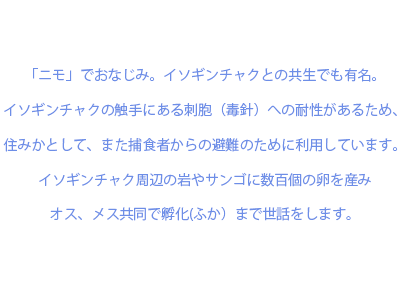 「ニモ」でおなじみ。イソギンチャクとの共生でも有名。
イソギンチャクの触手にある刺胞（毒針）への耐性があるため、
住みかとして、また捕食者からの避難のために利用しています。
イソギンチャク周辺の岩やサンゴに数百個の卵を産み
オス、メス共同で孵化(ふか）まで世話をします。